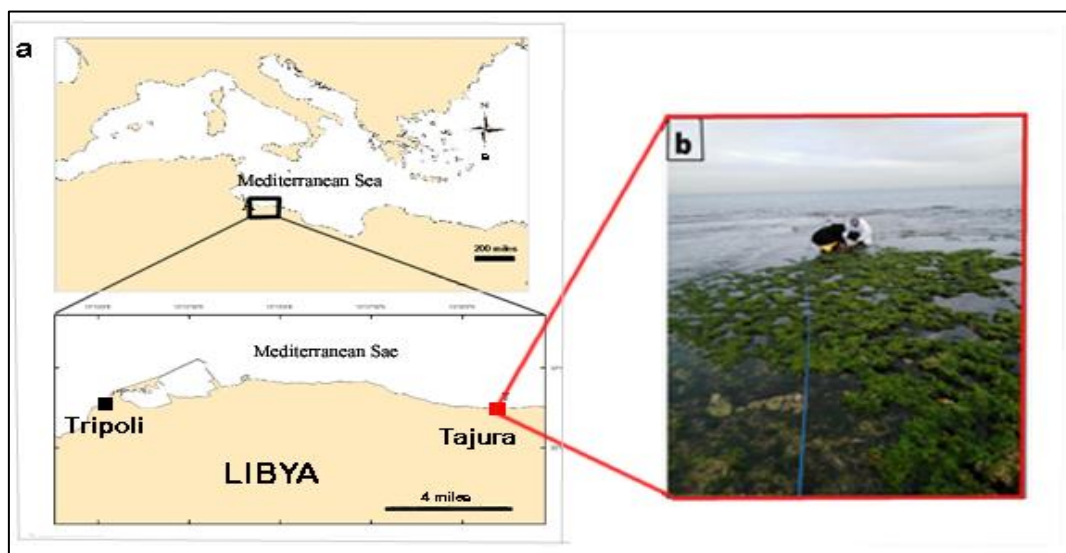 a
N
Mediterranean Sea
200 miles
b
Mediterranean Sae
Tripoli
Tajura
LIBYA
4 miles